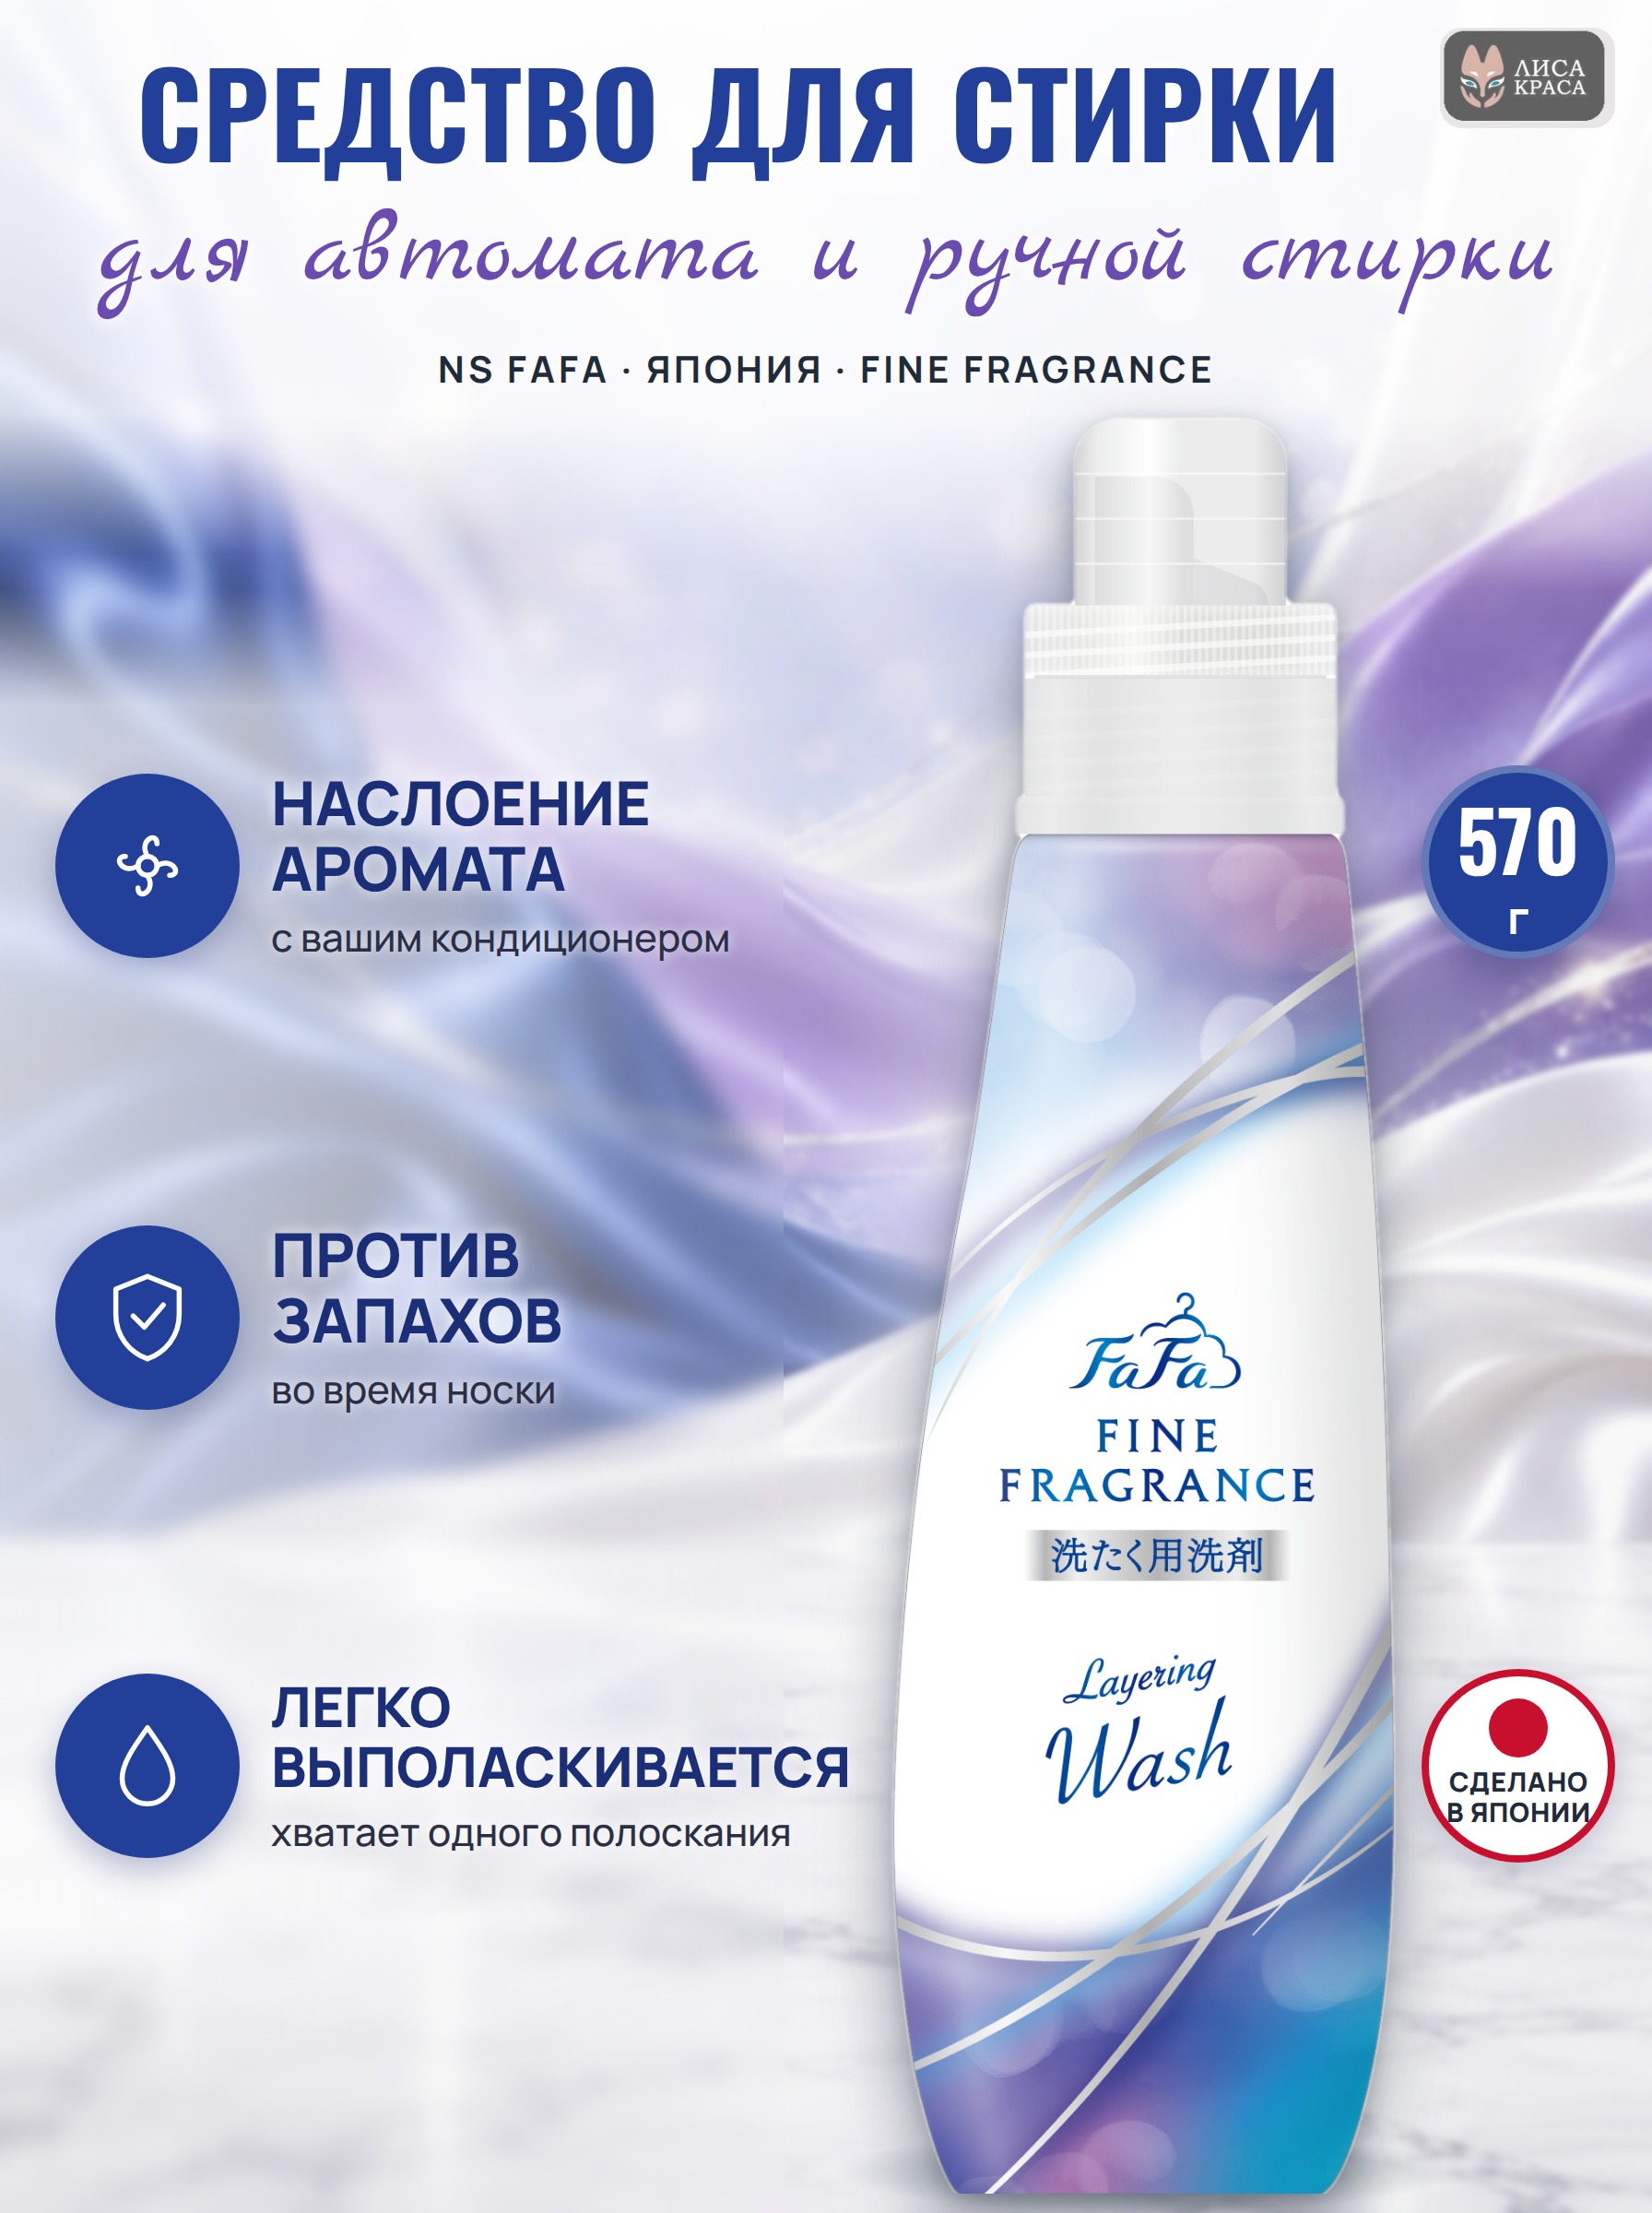 СРЕДСТВО ДЛЯ СТИРКИ
ЛИСА
КРАСА
для автомата и ручной стирки
NS FAFA · ЯПОНИЯ · FINE FRAGRANCE
НАСЛОЕНИЕ
АРОМАТА
с вашим кондиционером
570
г
ПРОТИВ
ЗАПАХОВ
во время носки
FaFa
FINE
FRAGRANCE
洗たく用洗剤
Layering
Wash
ЛЕГКО
ВЫПОЛАСКИВАЕТСЯ
хватает одного полоскания
СДЕЛАНО
В ЯПОНИИ